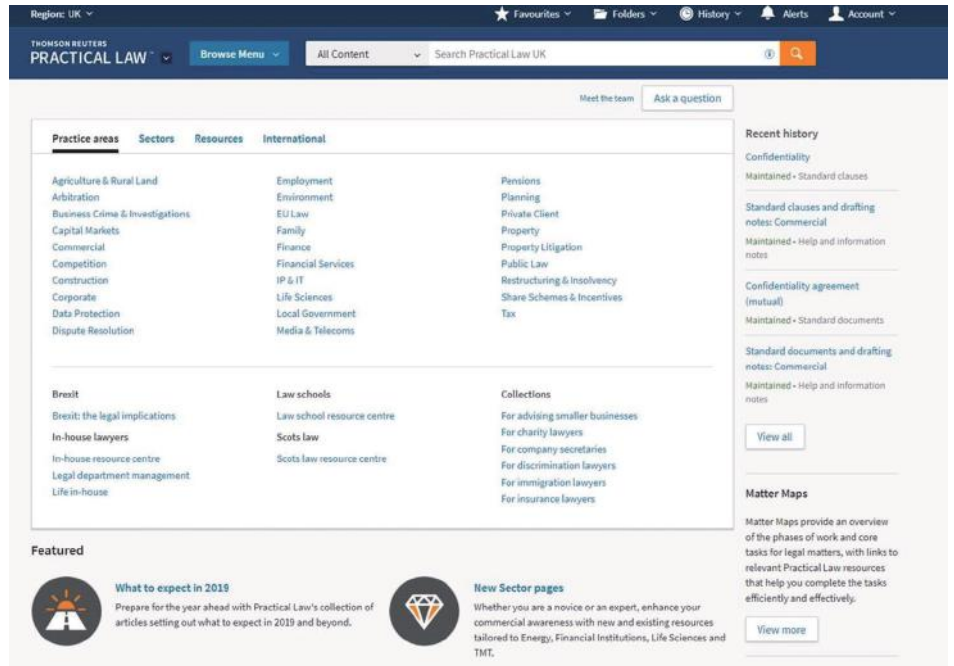 Region: UK
Favourites
Folders
History
Alerts
Account
THOMSON REUTERS
PRACTICAL LAW™
Browse Menu
All Content
Search Practical Law UK
Meet the team
Ask a question
Practice areas
Sectors
Resources
International
Agriculture & Rural Land
Arbitration
Business Crime & Investigations
Capital Markets
Commercial
Competition
Construction
Corporate
Data Protection
Dispute Resolution
Employment
Environment
EU Law
Family
Finance
Financial Services
IP & IT
Life Sciences
Local Government
Media & Telecoms
Pensions
Planning
Private Client
Property
Property Litigation
Public Law
Restructuring & Insolvency
Share Schemes & Incentives
Tax
Brexit
Brexit: the legal implications
In-house lawyers
In-house resource centre
Legal department management
Life in-house
Law schools
Law school resource centre
Scots law
Scots law resource centre
Collections
For advising smaller businesses
For charity lawyers
For company secretaries
For discrimination lawyers
For immigration lawyers
For insurance lawyers
Recent history
Confidentiality
Maintained • Standard clauses
Standard clauses and drafting
notes: Commercial
Maintained • Help and information
notes
Confidentiality agreement
(mutual)
Maintained • Standard documents
Standard documents and drafting
notes: Commercial
Maintained • Help and information
notes
View all
Matter Maps
Matter Maps provide an overview
of the phases of work and core
tasks for legal matters, with links to
relevant Practical Law resources
that help you complete the tasks
efficiently and effectively.
View more
Featured
What to expect in 2019
Prepare for the year ahead with Practical Law's collection of
articles setting out what to expect in 2019 and beyond.
New Sector pages
Whether you are a novice or an expert, enhance your
commercial awareness with new and existing resources
tailored to Energy, Financial Institutions, Life Sciences and
TMT.